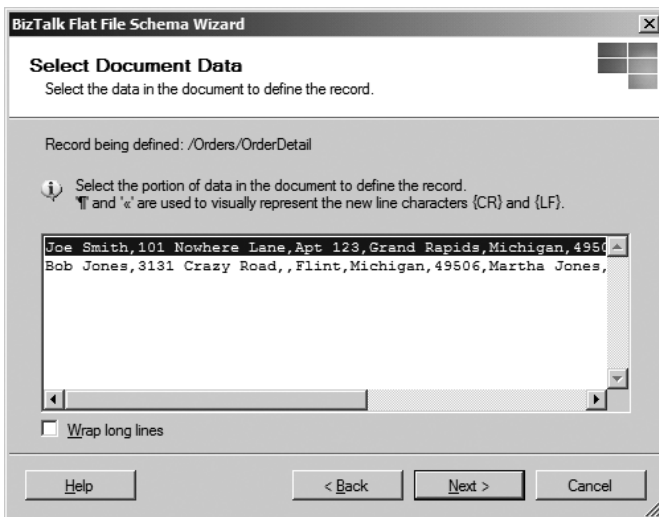 BizTalk Flat File Schema Wizard
Select Document Data
Select the data in the document to define the record.
Record being defined: /Orders/OrderDetail
Select the portion of data in the document to define the record.
'¶' and '«' are used to visually represent the new line characters {CR} and {LF}.
Joe Smith,101 Nowhere Lane,Apt 123,Grand Rapids,Michigan,4950
Bob Jones,3131 Crazy Road,,Flint,Michigan,49506,Martha Jones,
Wrap long lines
Help
< Back
Next >
Cancel